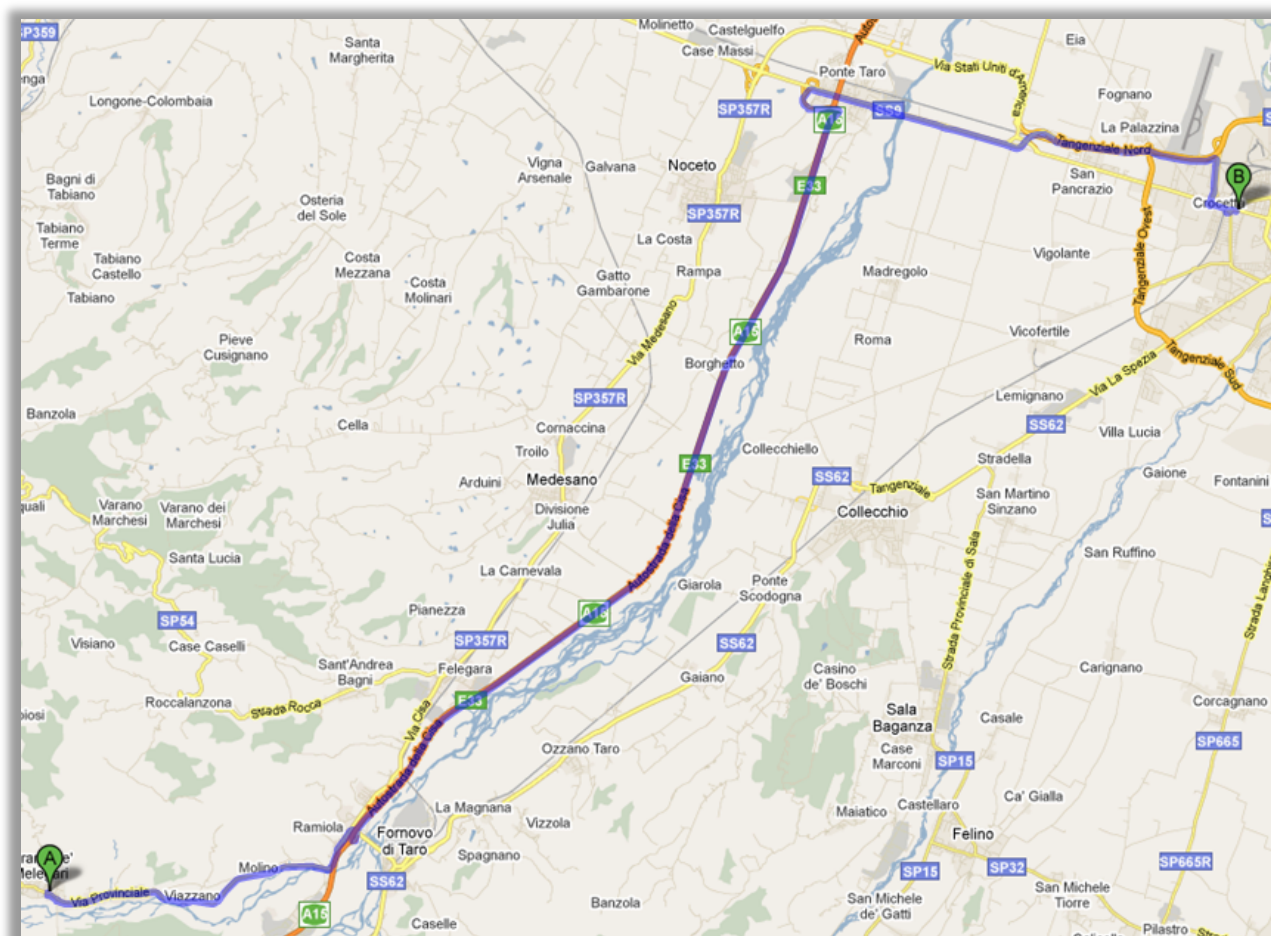 SP359
Molinetto
Castelguelfo
Case Massi
Eia
Santa
Margherita
Ponte Taro
Via Stati Uniti d'America
Longone-Colombaia
SP357R
A15
SS9
Fognano
La Palazzina
Tangenziale Nord
Vigna
Arsenale
Galvana
Noceto
E33
San
Pancrazio
B
Crocetta
Bagni di
Tabiano
Osteria
del Sole
SP357R
Tabiano
Terme
La Costa
Tangenziale Ovest
Vigolante
Tabiano
Castello
Costa
Mezzana
Gatto
Gambarone
Rampa
Madregolo
Costa
Molinari
Tabiano
Via Medesano
A15
Pieve
Cusignano
Roma
Vicofertile
Borghetto
Via La Spezia
Tangenziale Sud
SP357R
Lemignano
Banzola
Cella
Cornaccina
SS62
Villa Lucia
Troilo
Collecchiello
E33
Stradella
Gaione
Arduini
Medesano
SS62
Tangenziale
Fontanini
Varano
Marchesi
Varano dei
Marchesi
Divisione
Julia
Autostrada della Cisa
Collecchio
San Martino
Sinzano
Santa Lucia
La Carnevala
San Ruffino
Giarola
Ponte
Scodogna
Strada Provinciale di Sala
Pianezza
A15
SP54
SP357R
SS62
Visiano
Case Caselli
Sant'Andrea
Bagni
Felegara
Casino
de' Boschi
Carignano
Gaiano
Roccalanzona
Strada Rocca
E33
Via Cisa
Sala
Baganza
Casale
Corcagnano
Ozzano Taro
Case
Marconi
SP665
Autostrada della Cisa
SP15
La Magnana
Ca' Gialla
Ramiola
Vizzola
Maiatico
Castellaro
Fornovo
di Taro
Felino
A
Molino
Spagnano
SP665R
SS62
SP15
SP32
Via Provinciale
Viazzano
Banzola
San Michele
de' Gatti
San Michele
Tiorre
A15
Caselle
Pilastro